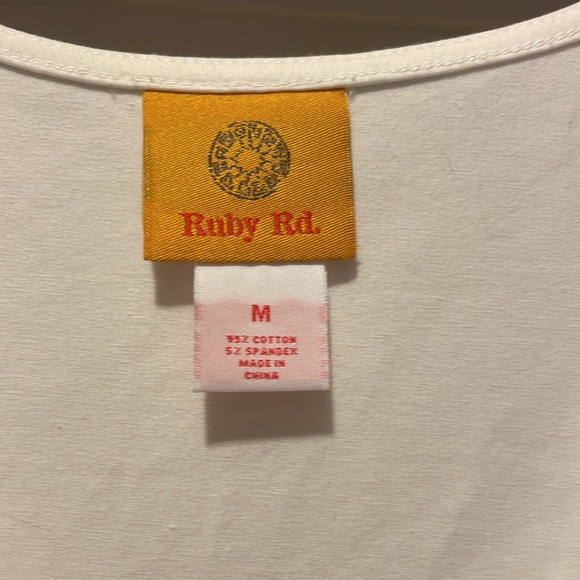 Ruby Rd.
M
95% COTTON
5% SPANDEX
MADE IN
CHINA